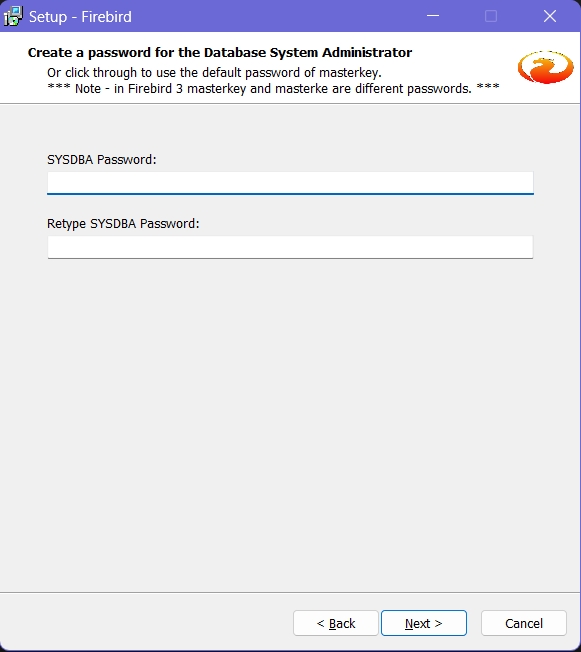 Setup - Firebird
Create a password for the Database System Administrator
Or click through to use the default password of masterkey.
*** Note - in Firebird 3 masterkey and masterke are different passwords. ***
SYSDBA Password:
Retype SYSDBA Password:
< Back Next > Cancel